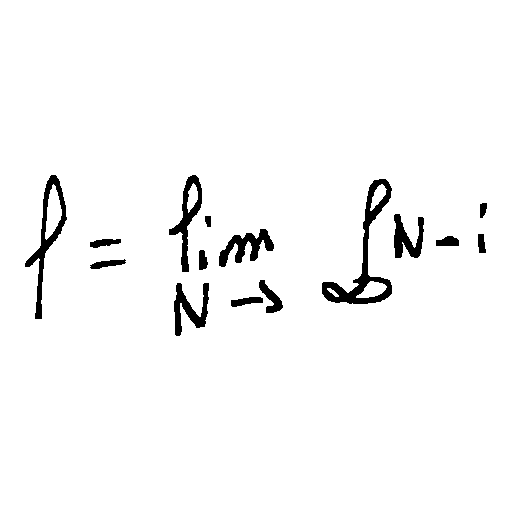 f = lim f N - i
N → ∞